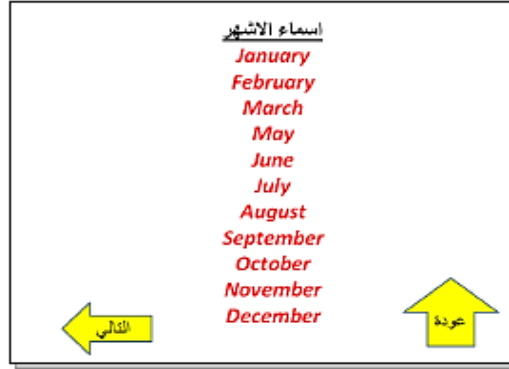 اسماء الاشهر
January
February
March
May
June
July
August
September
October
November
December
التالي
عودة